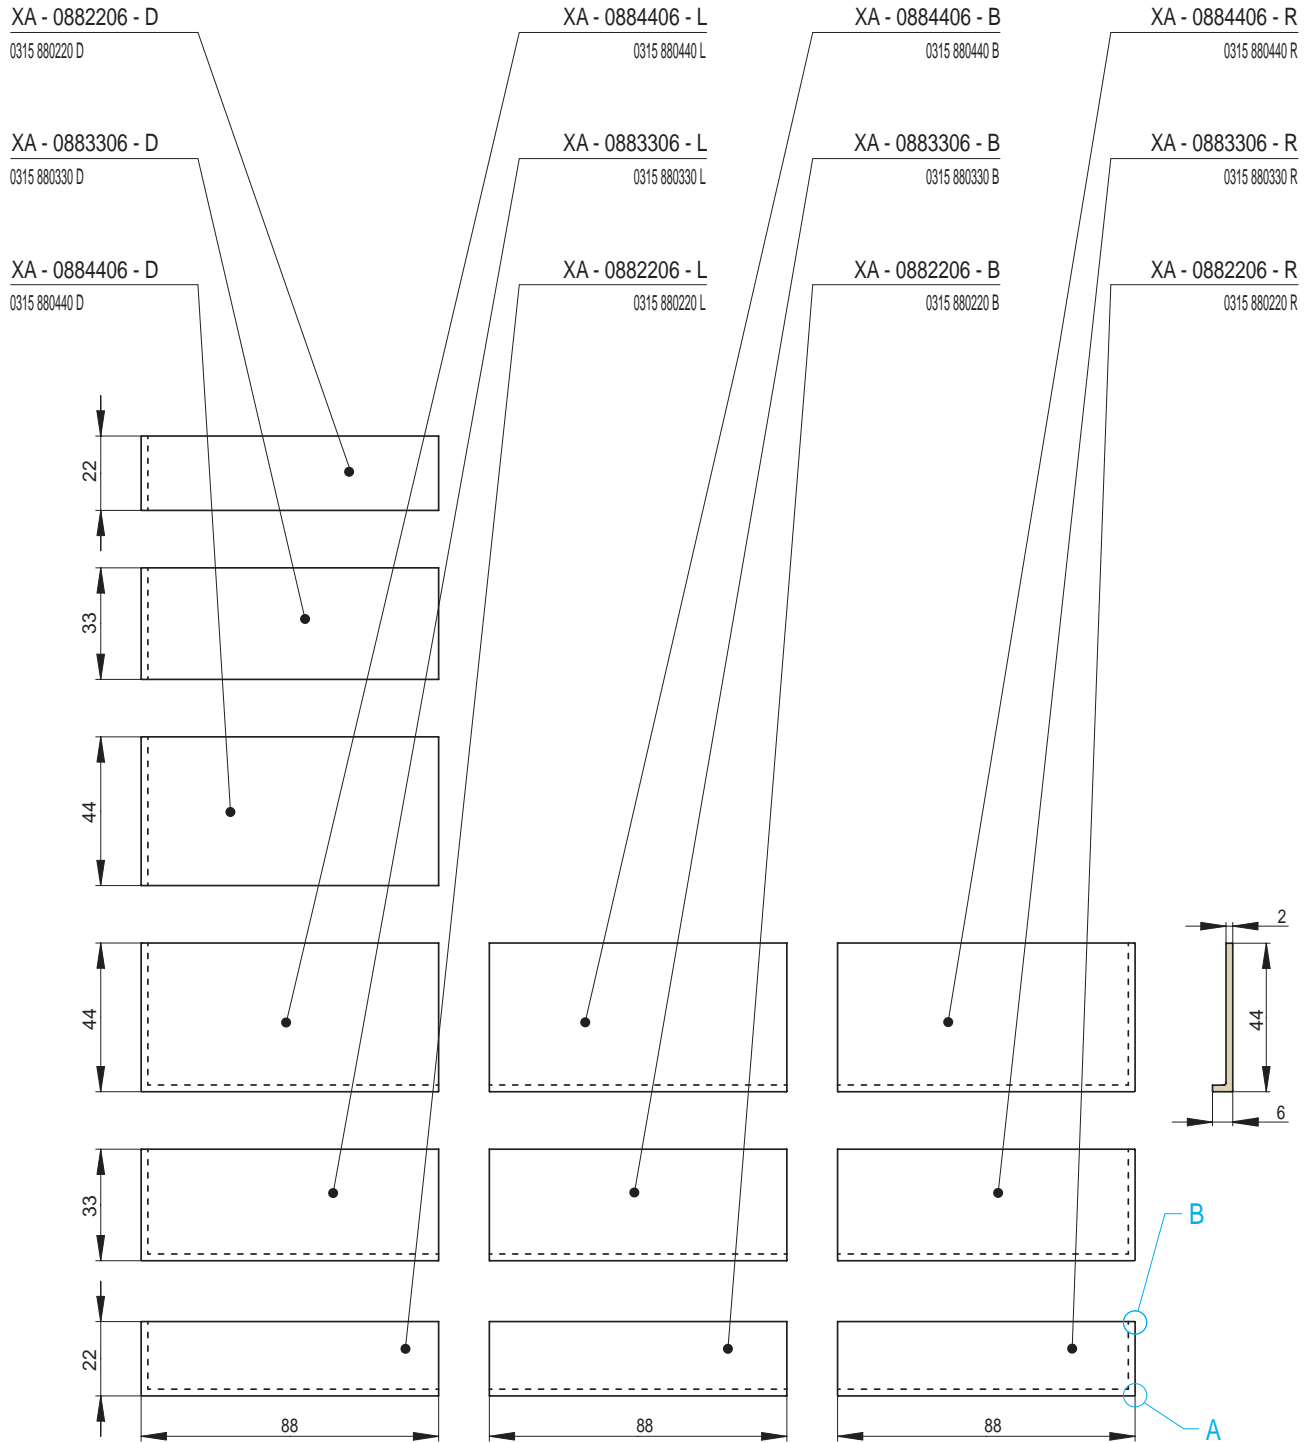 XA - 0882206 - D
0315 880220 D
XA - 0884406 - L
0315 880440 L
XA - 0884406 - B
0315 880440 B
XA - 0884406 - R
0315 880440 R
XA - 0883306 - D
0315 880330 D
XA - 0883306 - L
0315 880330 L
XA - 0883306 - B
0315 880330 B
XA - 0883306 - R
0315 880330 R
XA - 0884406 - D
0315 880440 D
XA - 0882206 - L
0315 880220 L
XA - 0882206 - B
0315 880220 B
XA - 0882206 - R
0315 880220 R
22
33
44
44
2
44
6
33
B
22
88
88
88
A